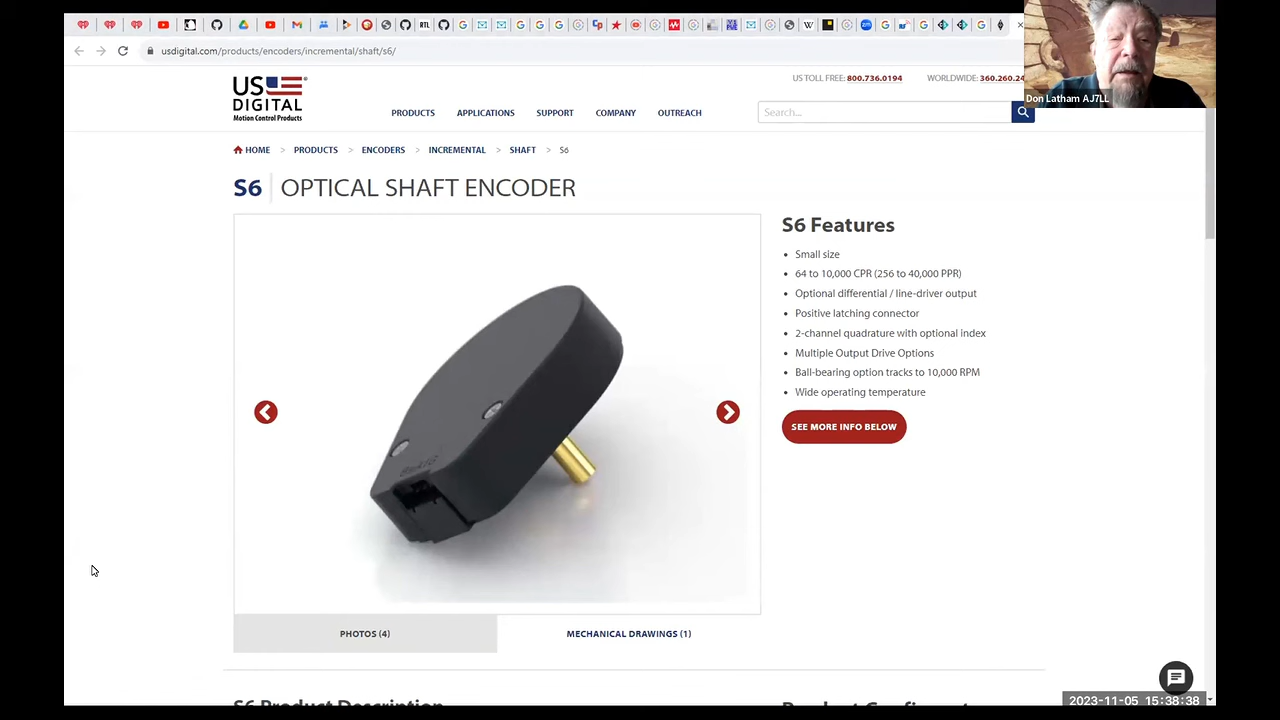 usdigital.com/products/encoders/incremental/shaft/s6/
US
DIGITAL
Motion Control Products
US TOLL FREE: 800.736.0194
WORLDWIDE: 360.260.24
PRODUCTS
APPLICATIONS
SUPPORT
COMPANY
OUTREACH
Search...
Don Latham AJ7LL
HOME > PRODUCTS > ENCODERS > INCREMENTAL > SHAFT > S6
S6 OPTICAL SHAFT ENCODER
S6 Features
• Small size
• 64 to 10,000 CPR (256 to 40,000 PPR)
• Optional differential / line-driver output
• Positive latching connector
• 2-channel quadrature with optional index
• Multiple Output Drive Options
• Ball-bearing option tracks to 10,000 RPM
• Wide operating temperature
SEE MORE INFO BELOW
PHOTOS (4)
MECHANICAL DRAWINGS (1)
S6 Product Description
2023-11-05 15:38:38